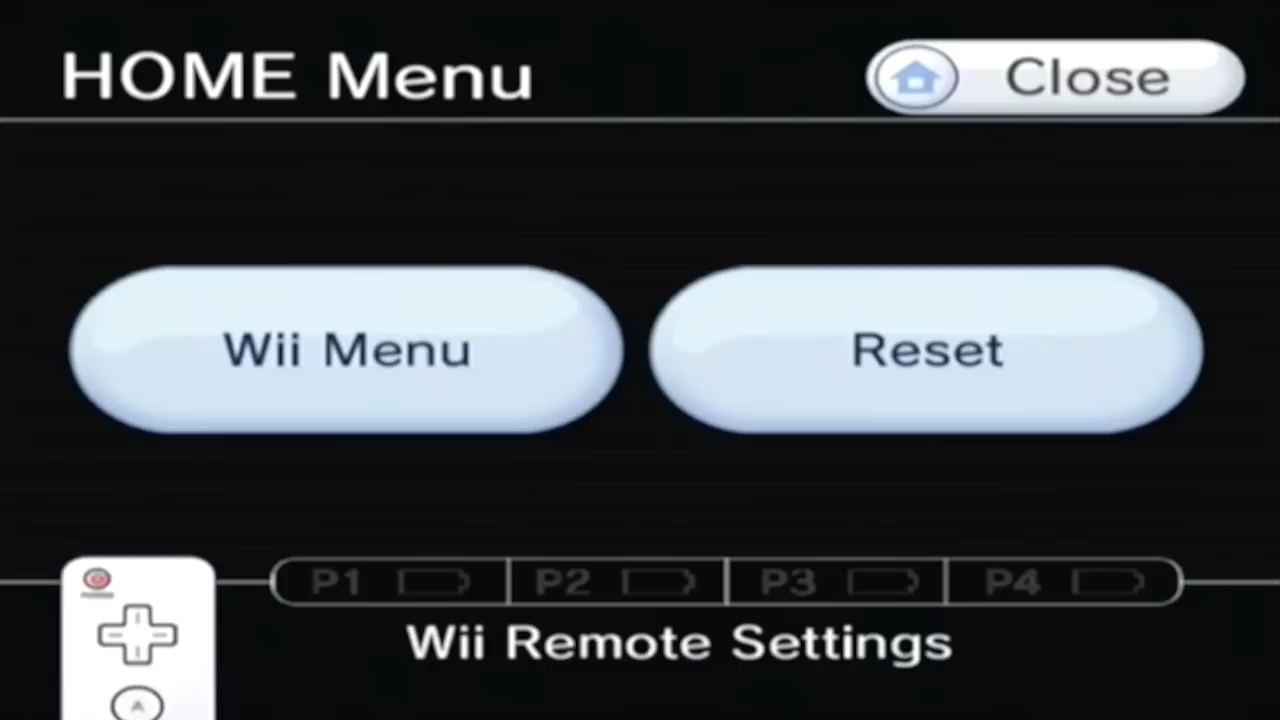 HOME Menu
Close
Wii Menu
Reset
P1 P2 P3 P4
Wii Remote Settings
A